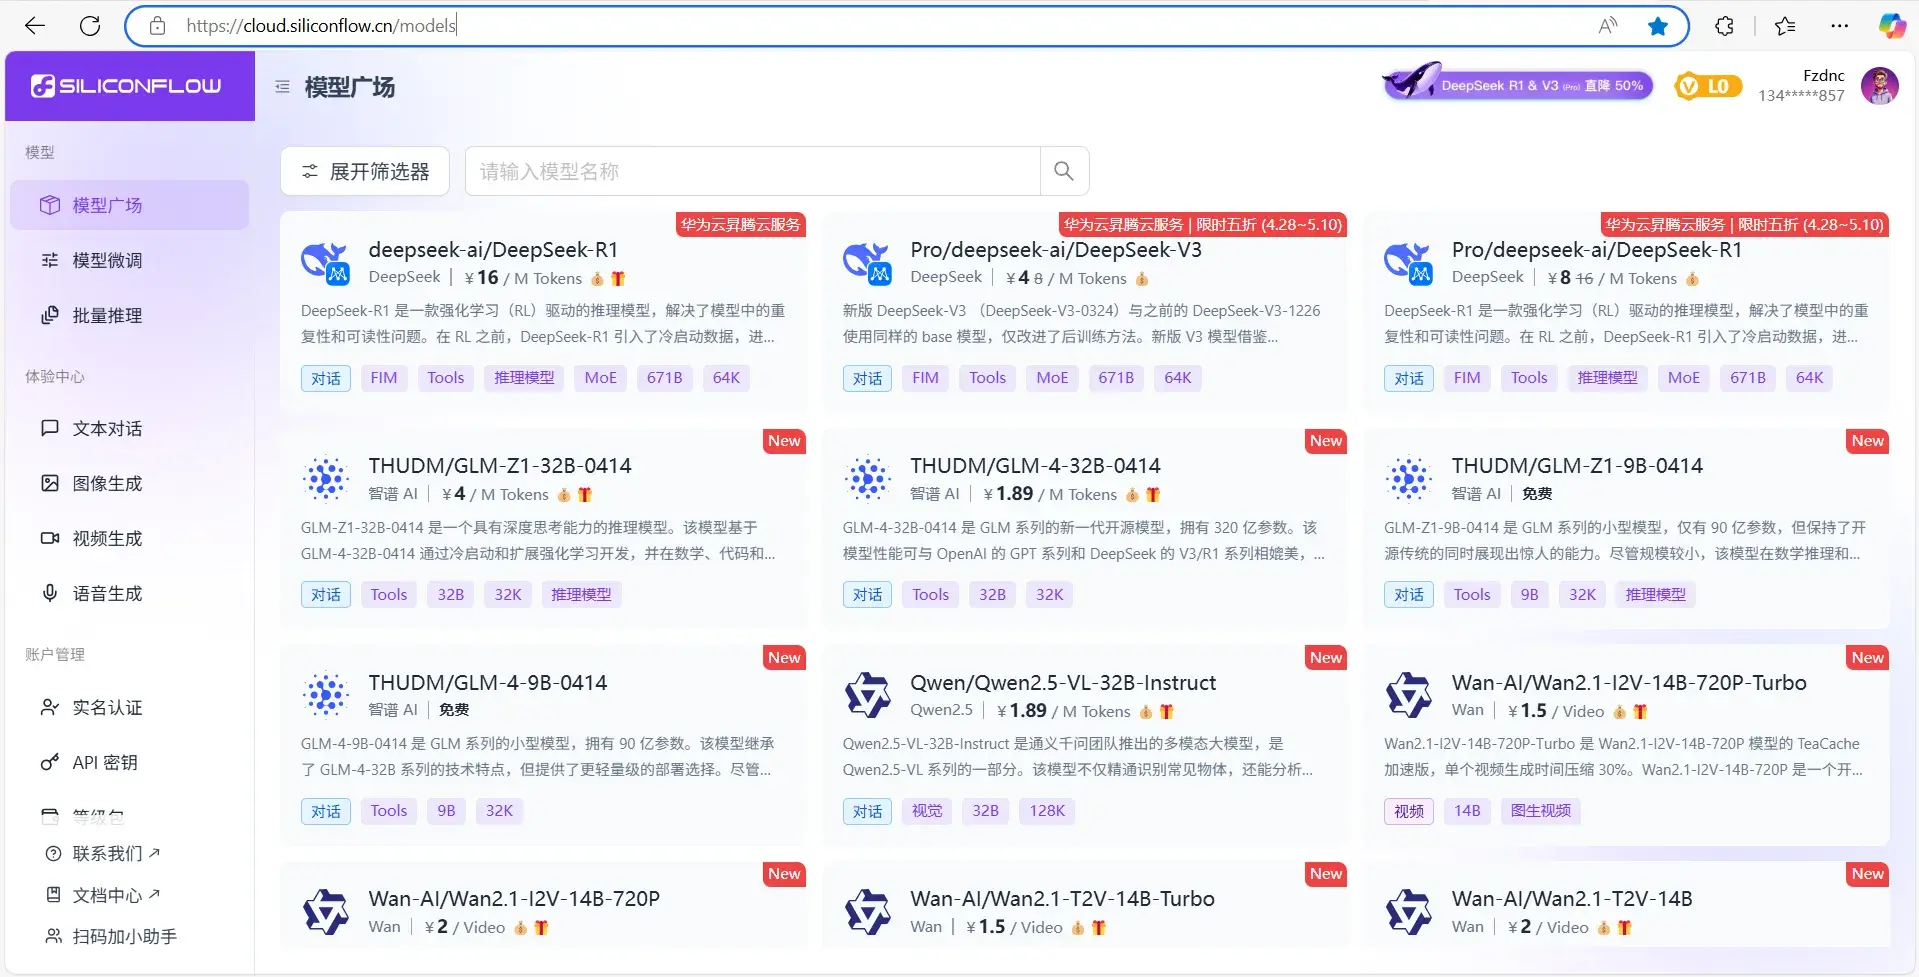 https://cloud.siliconflow.cn/models
SILICONFLOW
模型广场
DeepSeek R1 & V3 (Pro) 直降 50%
L0
Fzdnc
134*****857
模型
模型广场
模型微调
批量推理
体验中心
文本对话
图像生成
视频生成
语音生成
账户管理
实名认证
API 密钥
等级包
联系我们
文档中心
扫码加小助手
展开筛选器
请输入模型名称
华为云昇腾云服务
deepseek-ai/DeepSeek-R1
DeepSeek | ¥ 16 / M Tokens
DeepSeek-R1 是一款强化学习（RL）驱动的推理模型，解决了模型中的重
复性和可读性问题。在 RL 之前，DeepSeek-R1 引入了冷启动数据，进...
对话 FIM Tools 推理模型 MoE 671B 64K
华为云昇腾云服务 | 限时五折 (4.28~5.10)
Pro/deepseek-ai/DeepSeek-V3
DeepSeek | ¥ 4 8 / M Tokens
新版 DeepSeek-V3 （DeepSeek-V3-0324）与之前的 DeepSeek-V3-1226
使用同样的 base 模型，仅改进了后训练方法。新版 V3 模型借鉴...
对话 FIM Tools MoE 671B 64K
华为云昇腾云服务 | 限时五折 (4.28~5.10)
Pro/deepseek-ai/DeepSeek-R1
DeepSeek | ¥ 8 16 / M Tokens
DeepSeek-R1 是一款强化学习（RL）驱动的推理模型，解决了模型中的重
复性和可读性问题。在 RL 之前，DeepSeek-R1 引入了冷启动数据，进...
对话 FIM Tools 推理模型 MoE 671B 64K
New
THUDM/GLM-Z1-32B-0414
智谱 AI | ¥ 4 / M Tokens
GLM-Z1-32B-0414 是一个具有深度思考能力的推理模型。该模型基于
GLM-4-32B-0414 通过冷启动和扩展强化学习开发，并在数学、代码和...
对话 Tools 32B 32K 推理模型
New
THUDM/GLM-4-32B-0414
智谱 AI | ¥ 1.89 / M Tokens
GLM-4-32B-0414 是 GLM 系列的新一代开源模型，拥有 320 亿参数。该
模型性能可与 OpenAI 的 GPT 系列和 DeepSeek 的 V3/R1 系列相媲美，...
对话 Tools 32B 32K
New
THUDM/GLM-Z1-9B-0414
智谱 AI | 免费
GLM-Z1-9B-0414 是 GLM 系列的小型模型，仅有 90 亿参数，但保持了开
源传统的同时展现出惊人的能力。尽管规模较小，该模型在数学推理和...
对话 Tools 9B 32K 推理模型
New
THUDM/GLM-4-9B-0414
智谱 AI | 免费
GLM-4-9B-0414 是 GLM 系列的小型模型，拥有 90 亿参数。该模型继承
了 GLM-4-32B 系列的技术特点，但提供了更轻量级的部署选择。尽管...
对话 Tools 9B 32K
New
Qwen/Qwen2.5-VL-32B-Instruct
Qwen2.5 | ¥ 1.89 / M Tokens
Qwen2.5-VL-32B-Instruct 是通义千问团队推出的多模态大模型，是
Qwen2.5-VL 系列的一部分。该模型不仅精通识别常见物体，还能分析...
对话 视觉 32B 128K
New
Wan-AI/Wan2.1-I2V-14B-720P-Turbo
Wan | ¥ 1.5 / Video
Wan2.1-I2V-14B-720P-Turbo 是 Wan2.1-I2V-14B-720P 模型的 TeaCache
加速版，单个视频生成时间压缩 30%。Wan2.1-I2V-14B-720P 是一个开...
视频 14B 图生视频
New
Wan-AI/Wan2.1-I2V-14B-720P
Wan | ¥ 2 / Video
New
Wan-AI/Wan2.1-T2V-14B-Turbo
Wan | ¥ 1.5 / Video
New
Wan-AI/Wan2.1-T2V-14B
Wan | ¥ 2 / Video